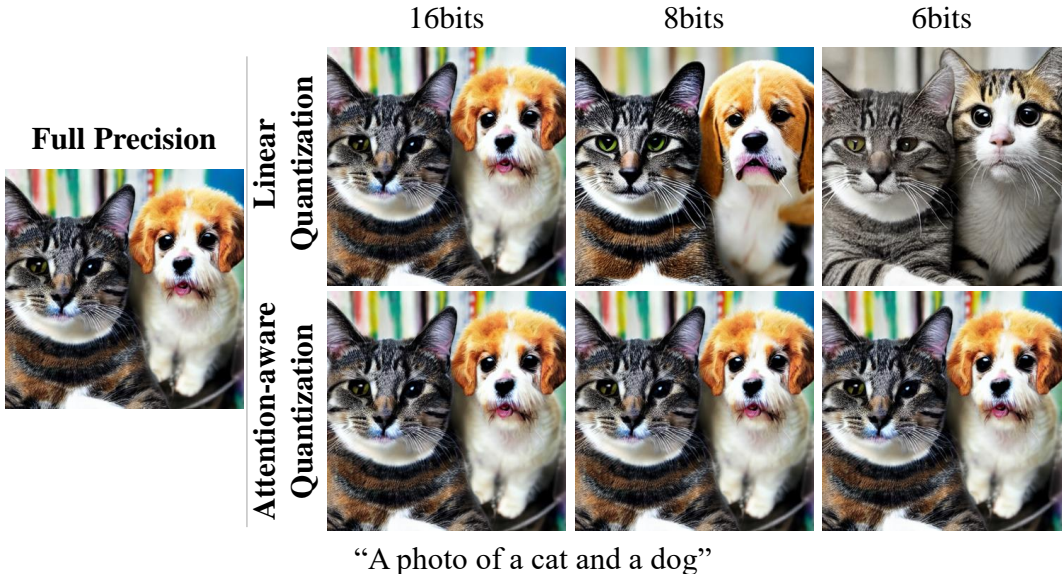 16bits
8bits
6bits
Full Precision
Linear
Quantization
Attention-aware
Quantization
“A photo of a cat and a dog”